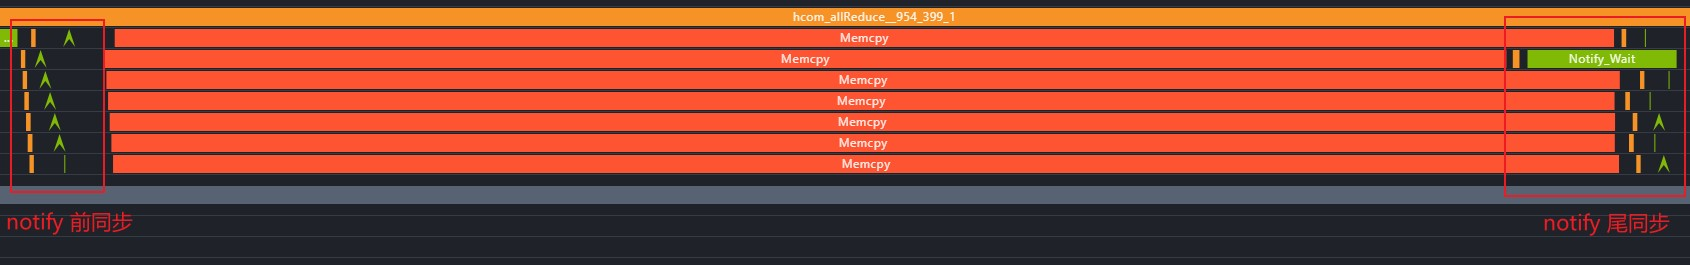 hcom_allReduce__954_399_1
...
Memcpy
Memcpy
Notify_Wait
Memcpy
Memcpy
Memcpy
Memcpy
Memcpy
notify 前同步
notify 尾同步